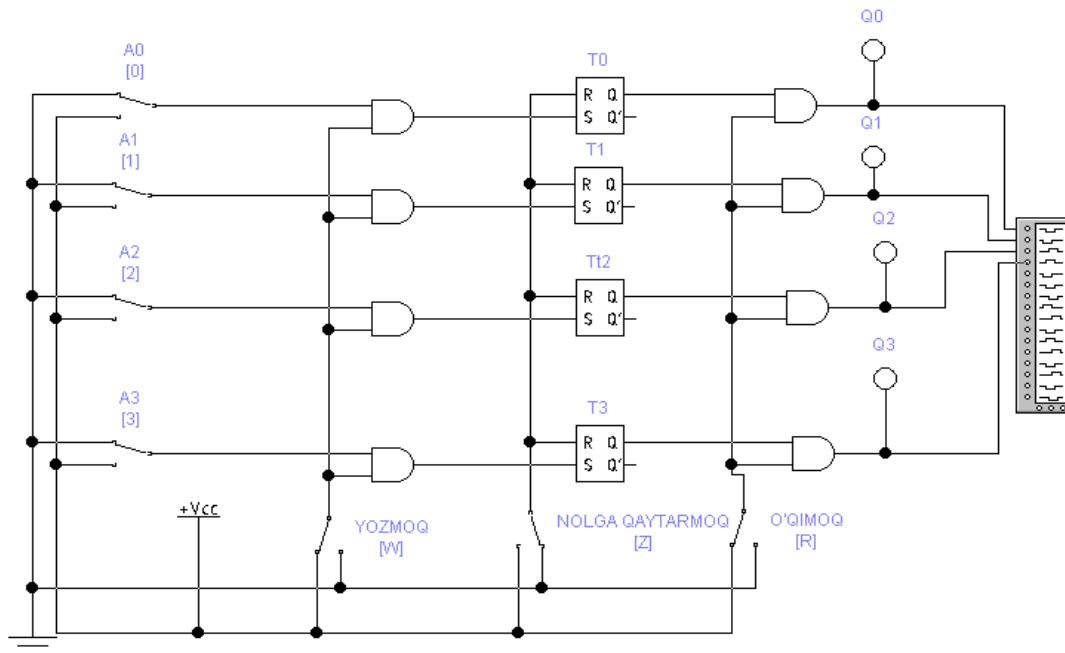 Q0
A0
[0]
T0
R Q
S Q'
Q1
A1
[1]
T1
R Q
S Q'
Q2
A2
[2]
Tt2
R Q
S Q'
Q3
A3
[3]
T3
R Q
S Q'
+Vcc
YOZMOQ
[W]
NOLGA QAYTARMOQ
[Z]
O'QIMOQ
[R]